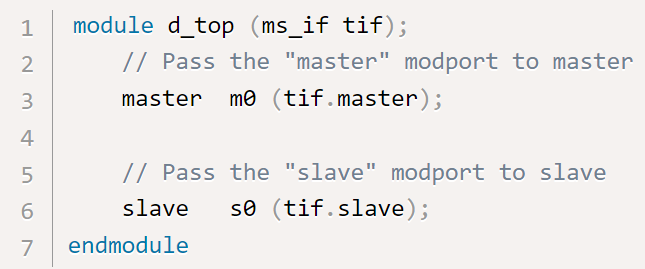 1 module d_top (ms_if tif);
2 // Pass the "master" modport to master
3 master m0 (tif.master);
4
5 // Pass the "slave" modport to slave
6 slave s0 (tif.slave);
7 endmodule